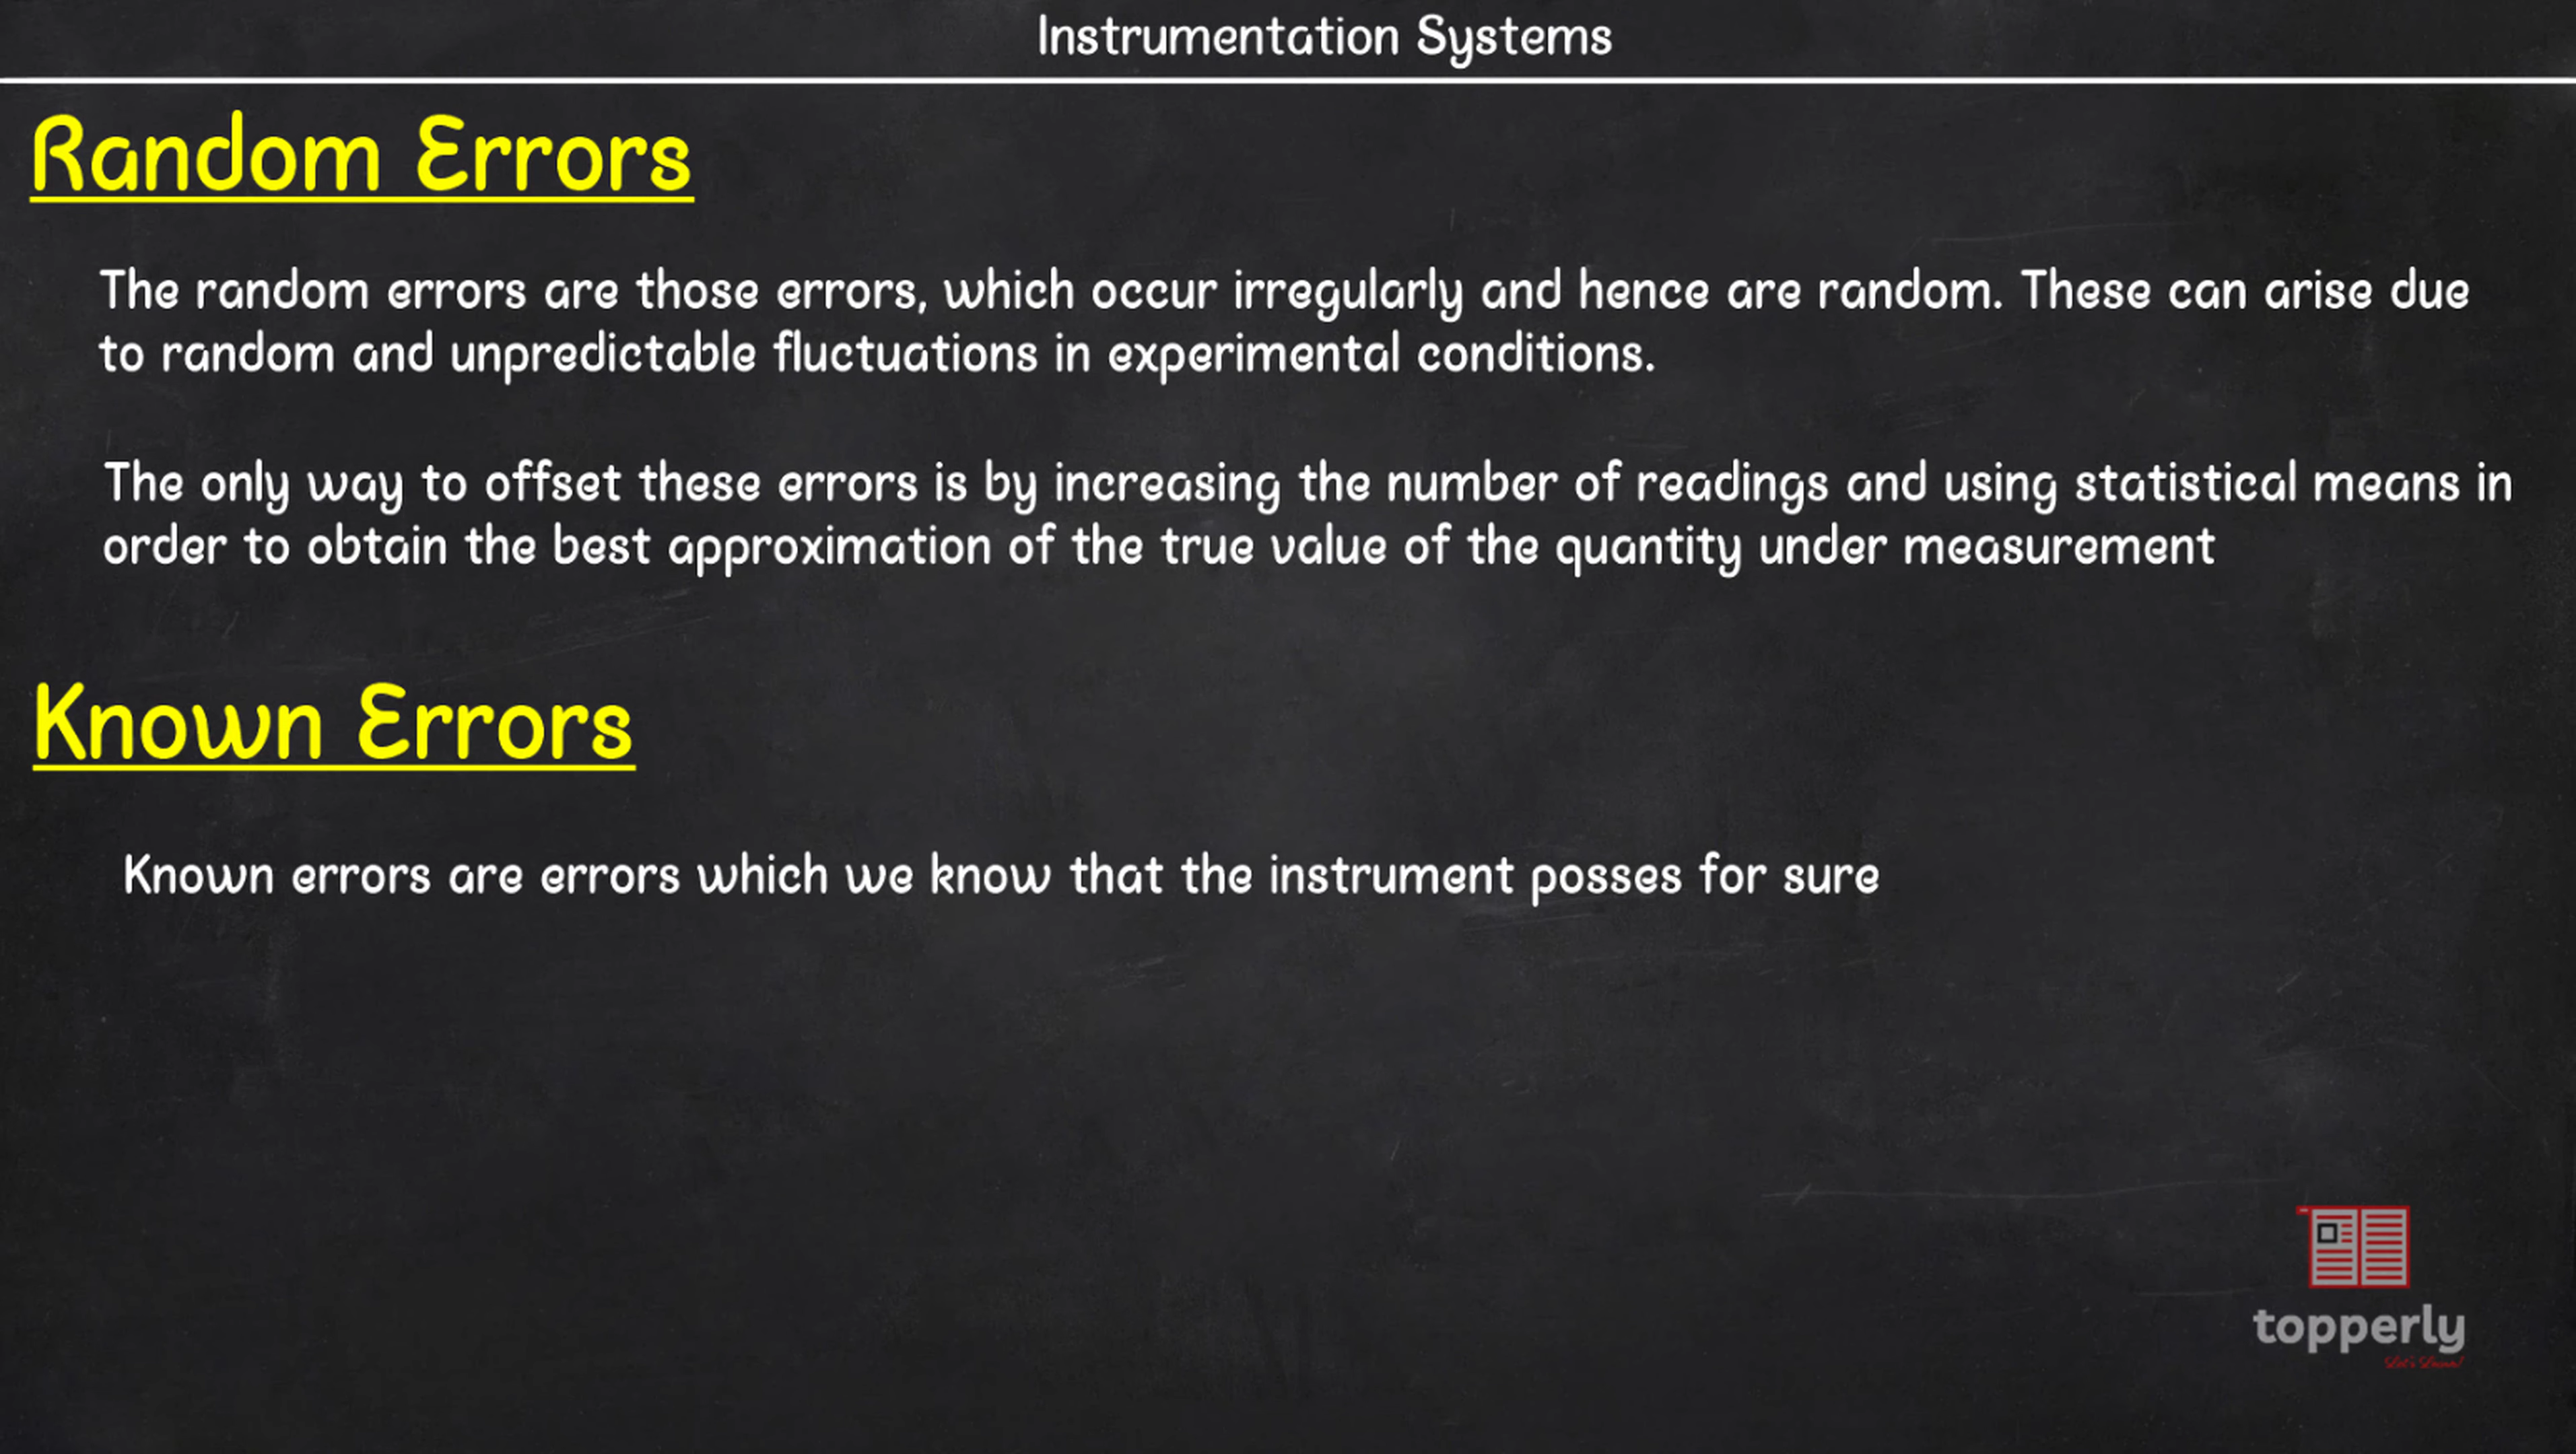 Instrumentation Systems
Random Errors
The random errors are those errors, which occur irregularly and hence are random. These can arise due
to random and unpredictable fluctuations in experimental conditions.
The only way to offset these errors is by increasing the number of readings and using statistical means in
order to obtain the best approximation of the true value of the quantity under measurement
Known Errors
Known errors are errors which we know that the instrument posses for sure
topperly
Let's Learn!